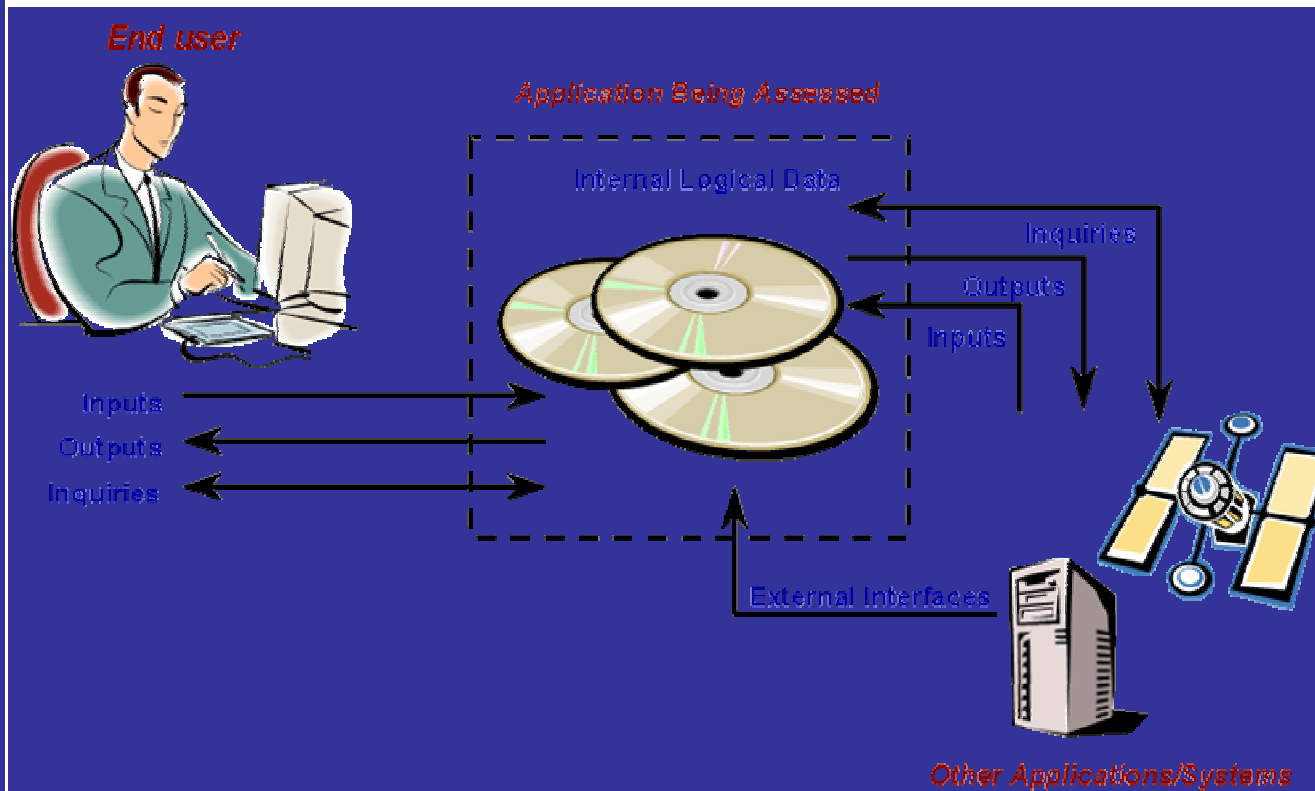 End user
Application Being Assessed
Internal Logical Data
Inquiries
Outputs
Inputs
Inputs
Outputs
Inquiries
External Interfaces
Other Applications/Systems